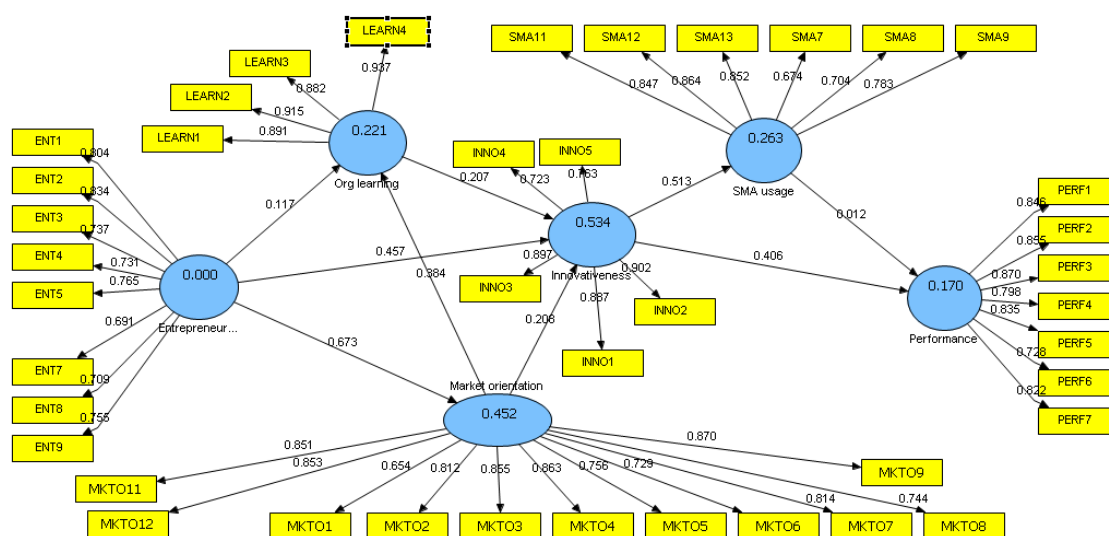 LEARN4
SMA11
SMA12
SMA13
SMA7
SMA8
SMA9
0.937
LEARN3
0.882
0.847
0.864
0.852
0.674
0.704
0.783
LEARN2
0.915
LEARN1
0.891
0.221
Org learning
0.263
SMA usage
ENT1
0.804
ENT2
0.834
ENT3
0.737
ENT4
0.731
ENT5
0.765
0.117
0.207
INNO4
0.723
INNO5
0.763
0.513
0.012
0.534
Innovativeness
PERF1
0.846
PERF2
0.855
PERF3
0.870
PERF4
0.798
PERF5
0.835
PERF6
0.728
PERF7
0.822
0.000
Entrepreneur...
0.457
0.384
0.897
INNO3
0.902
INNO2
0.887
INNO1
0.208
0.406
0.170
Performance
0.691
ENT7
0.709
ENT8
0.755
ENT9
0.673
Market orientation
0.452
0.851
0.853
0.654
0.812
0.855
0.863
0.756
0.729
0.814
0.744
0.870
MKTO9
MKTO11
MKTO12
MKTO1
MKTO2
MKTO3
MKTO4
MKTO5
MKTO6
MKTO7
MKTO8